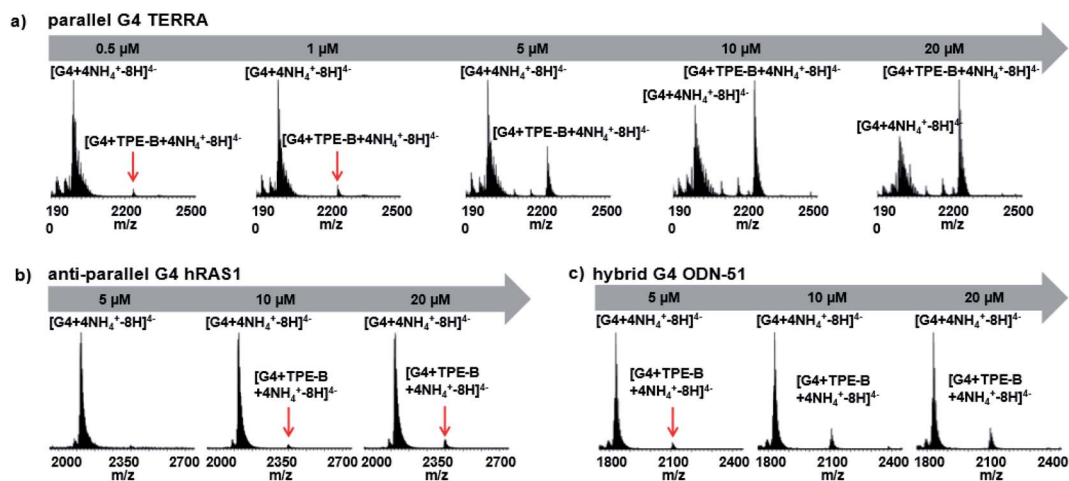 a) parallel G4 TERRA
0.5 µM 1 µM 5 µM 10 µM 20 µM
[G4+4NH₄⁺-8H]⁴⁻ [G4+4NH₄⁺-8H]⁴⁻ [G4+4NH₄⁺-8H]⁴⁻ [G4+TPE-B+4NH₄⁺-8H]⁴⁻ [G4+TPE-B+4NH₄⁺-8H]⁴⁻
[G4+4NH₄⁺-8H]⁴⁻ [G4+4NH₄⁺-8H]⁴⁻
[G4+TPE-B+4NH₄⁺-8H]⁴⁻ [G4+TPE-B+4NH₄⁺-8H]⁴⁻ [G4+TPE-B+4NH₄⁺-8H]⁴⁻
190 2200 2500 190 2200 2500 190 2200 2500 190 2200 2500 190 2200 2500
0 m/z 0 m/z 0 m/z 0 m/z 0 m/z
b) anti-parallel G4 hRAS1
5 µM 10 µM 20 µM
[G4+4NH₄⁺-8H]⁴⁻ [G4+4NH₄⁺-8H]⁴⁻ [G4+4NH₄⁺-8H]⁴⁻
[G4+TPE-B [G4+TPE-B
+4NH₄⁺-8H]⁴⁻ +4NH₄⁺-8H]⁴⁻
2000 2350 2700 2000 2350 2700 2000 2350 2700
m/z m/z m/z
c) hybrid G4 ODN-51
5 µM 10 µM 20 µM
[G4+4NH₄⁺-8H]⁴⁻ [G4+4NH₄⁺-8H]⁴⁻ [G4+4NH₄⁺-8H]⁴⁻
[G4+TPE-B [G4+TPE-B [G4+TPE-B
+4NH₄⁺-8H]⁴⁻ +4NH₄⁺-8H]⁴⁻ +4NH₄⁺-8H]⁴⁻
1800 2100 2400 1800 2100 2400 1800 2100 2400
m/z m/z m/z